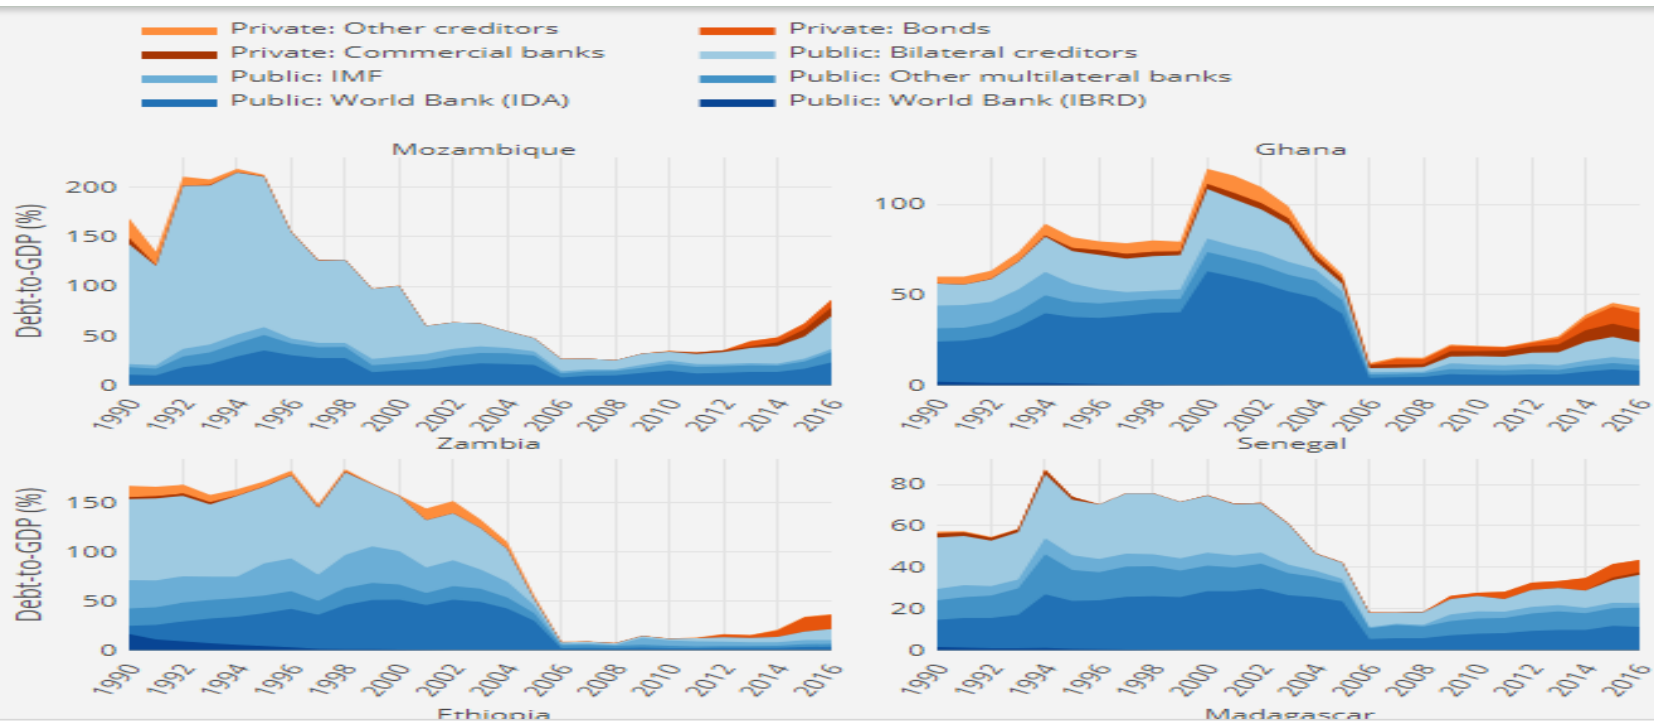 Private: Other creditors Private: Bonds
Private: Commercial banks Public: Bilateral creditors
Public: IMF Public: Other multilateral banks
Public: World Bank (IDA) Public: World Bank (IBRD)
Mozambique Ghana
Debt-to-GDP (%)
200
150
100
50
0
100
50
0
1990 1992 1994 1996 1998 2000 2002 2004 2006 2008 2010 2012 2014 2016
1990 1992 1994 1996 1998 2000 2002 2004 2006 2008 2010 2012 2014 2016
Zambia Senegal
Debt-to-GDP (%)
150
100
50
0
80
60
40
20
0
1990 1992 1994 1996 1998 2000 2002 2004 2006 2008 2010 2012 2014 2016
1990 1992 1994 1996 1998 2000 2002 2004 2006 2008 2010 2012 2014 2016
Ethiopia Madagascar